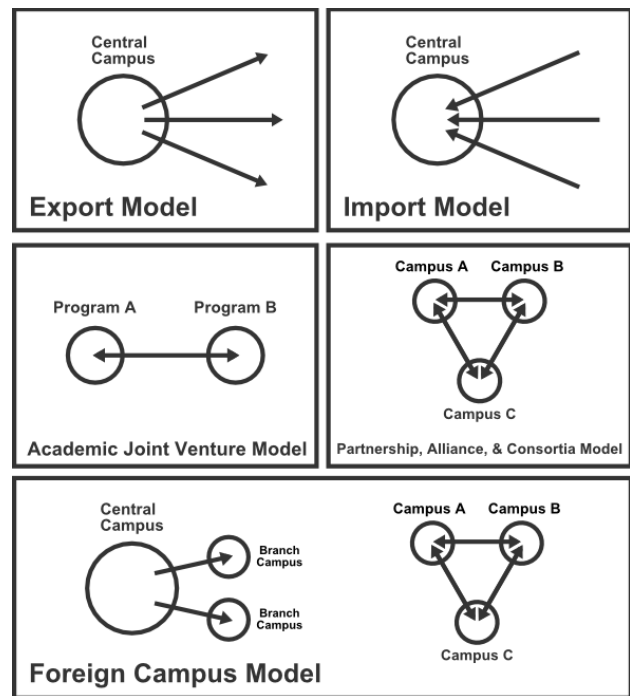 Central
Campus
Export Model
Central
Campus
Import Model
Program A
Program B
Academic Joint Venture Model
Campus A
Campus B
Campus C
Partnership, Alliance, & Consortia Model
Central
Campus
Branch
Campus
Branch
Campus
Campus A
Campus B
Campus C
Foreign Campus Model